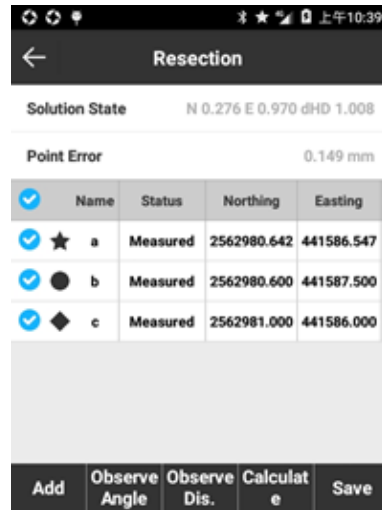 上午10:39
Resection
Solution State N 0.276 E 0.970 dHD 1.008
Point Error 0.149 mm
Name Status Northing Easting
a Measured 2562980.642 441586.547
b Measured 2562980.600 441587.500
c Measured 2562981.000 441586.000
Add Observe Angle Observe Dis. Calculat e Save